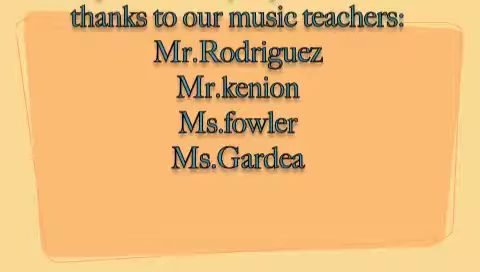 thanks to our music teachers:
Mr.Rodriguez
Mr.kenion
Ms.fowler
Ms.Gardea